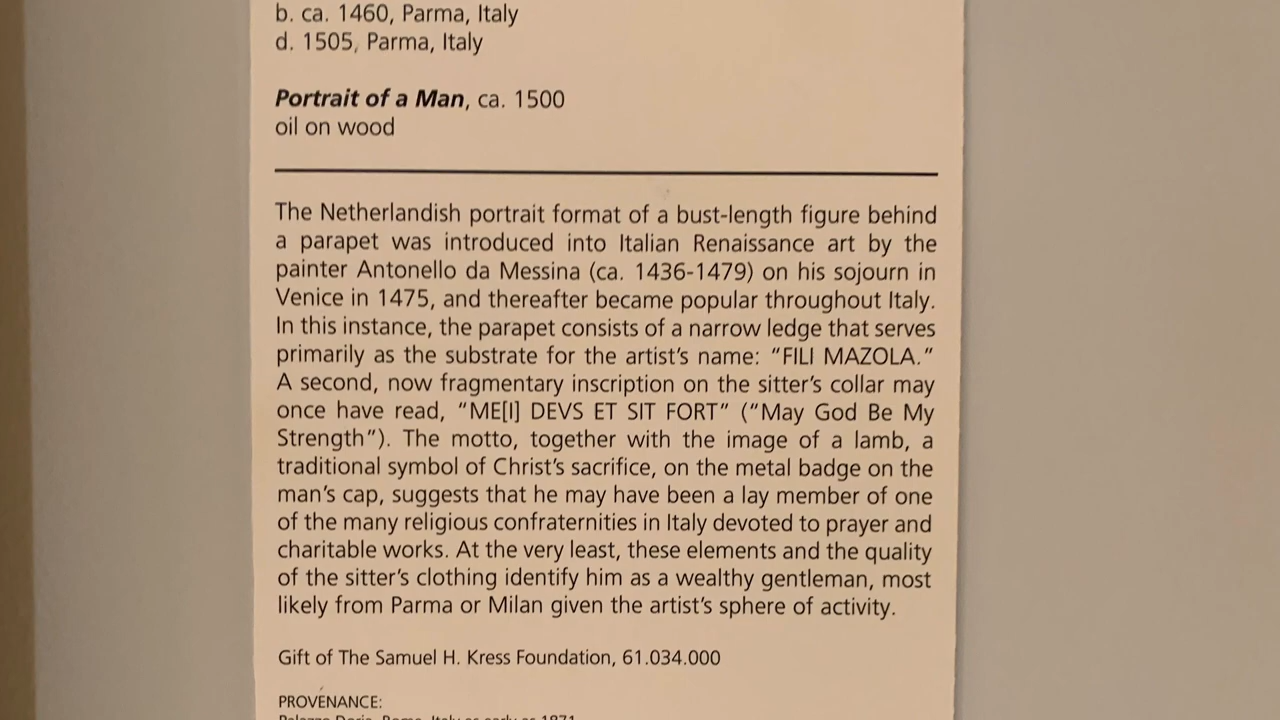 b. ca. 1460, Parma, Italy
d. 1505, Parma, Italy
Portrait of a Man, ca. 1500
oil on wood
The Netherlandish portrait format of a bust-length figure behind
a parapet was introduced into Italian Renaissance art by the
painter Antonello da Messina (ca. 1436-1479) on his sojourn in
Venice in 1475, and thereafter became popular throughout Italy.
In this instance, the parapet consists of a narrow ledge that serves
primarily as the substrate for the artist’s name: “FILI MAZOLA.”
A second, now fragmentary inscription on the sitter’s collar may
once have read, “ME[I] DEVS ET SIT FORT” (“May God Be My
Strength”). The motto, together with the image of a lamb, a
traditional symbol of Christ’s sacrifice, on the metal badge on the
man’s cap, suggests that he may have been a lay member of one
of the many religious confraternities in Italy devoted to prayer and
charitable works. At the very least, these elements and the quality
of the sitter’s clothing identify him as a wealthy gentleman, most
likely from Parma or Milan given the artist’s sphere of activity.
Gift of The Samuel H. Kress Foundation, 61.034.000
PROVENANCE: